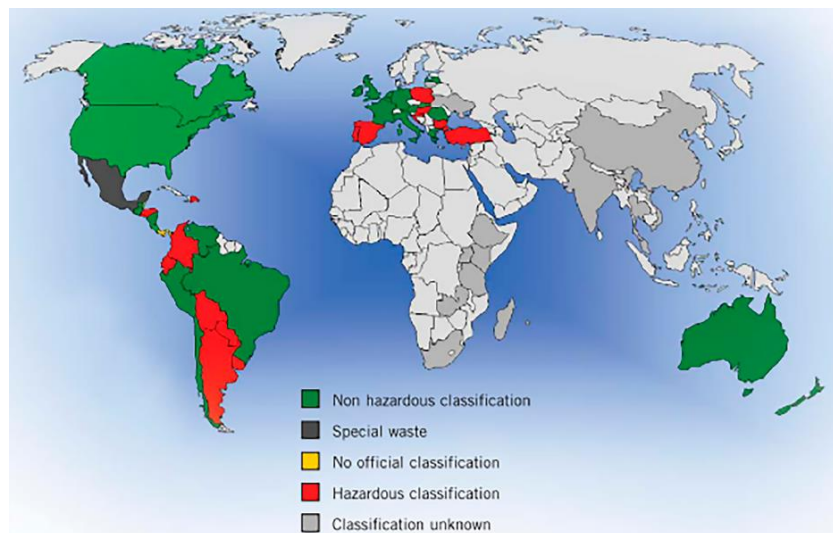 Non hazardous classification
Special waste
No official classification
Hazardous classification
Classification unknown